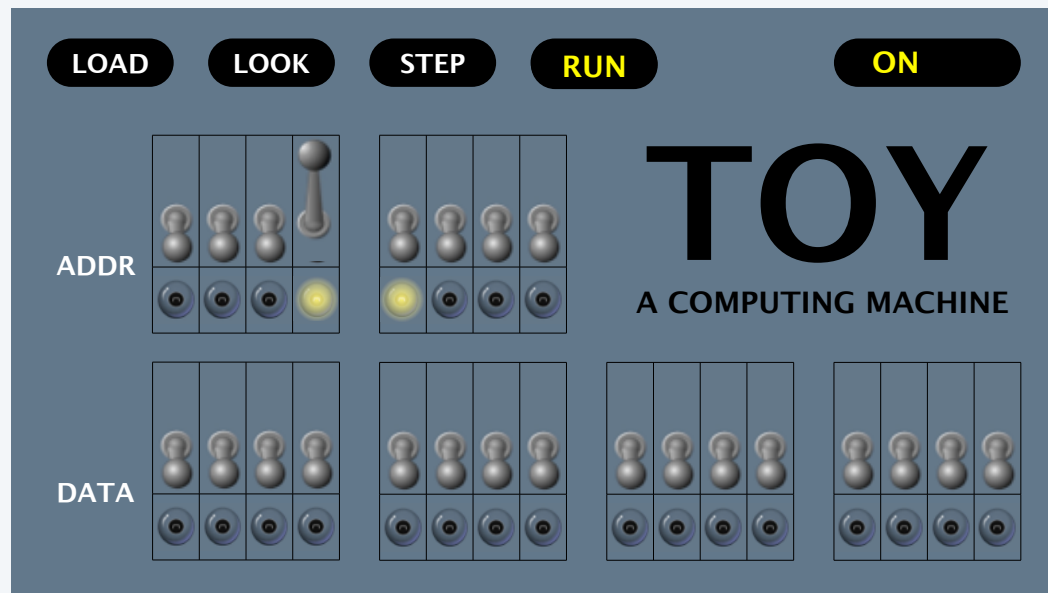 LOAD
LOOK
STEP
RUN
ON
TOY
A COMPUTING MACHINE
ADDR
DATA